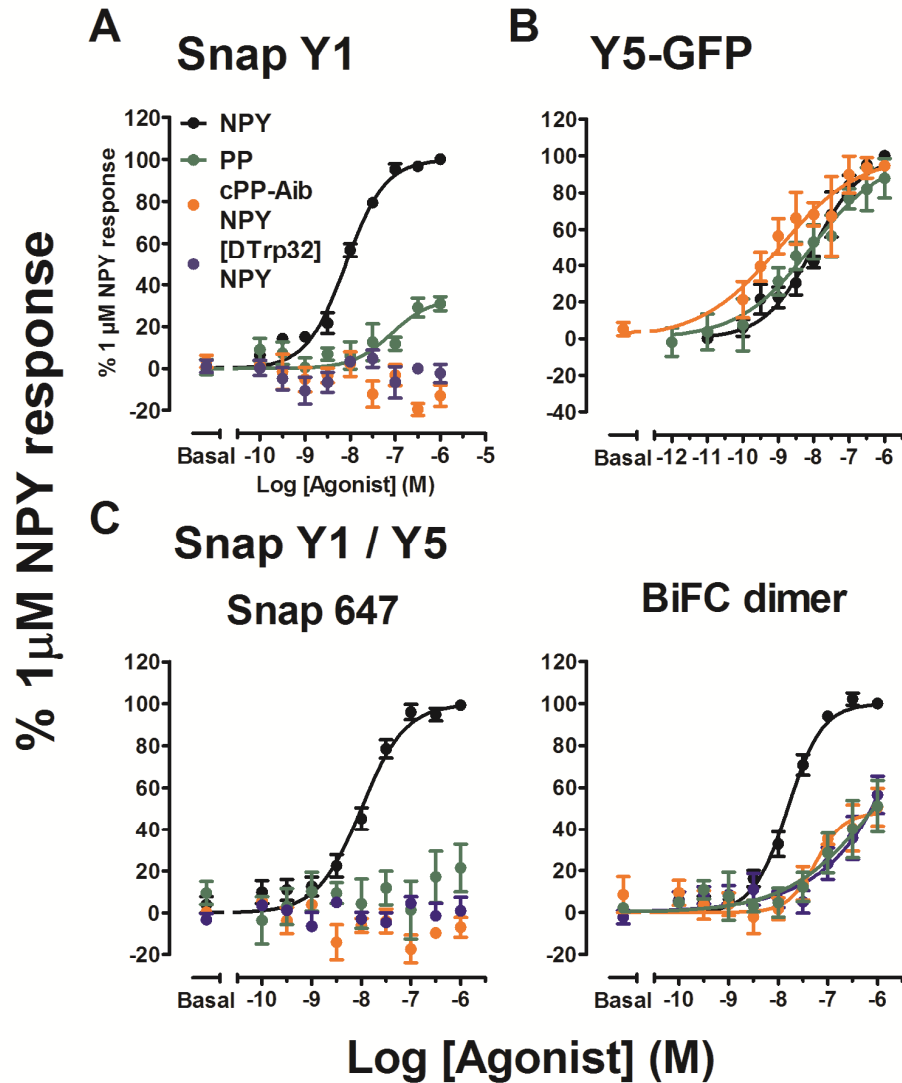 A
Snap Y1
B
Y5-GFP
% 1µM NPY response
% 1 µM NPY response
120
100
80
60
40
20
0
-20
NPY
PP
cPP-Aib
NPY
[DTrp32]
NPY
Basal -10 -9 -8 -7 -6 -5
Log [Agonist] (M)
120
100
80
60
40
20
0
-20
-40
Basal -12 -11 -10 -9 -8 -7 -6
C
Snap Y1 / Y5
Snap 647
BiFC dimer
120
100
80
60
40
20
0
-20
Basal -10 -9 -8 -7 -6
120
100
80
60
40
20
0
-20
Basal -10 -9 -8 -7 -6
Log [Agonist] (M)